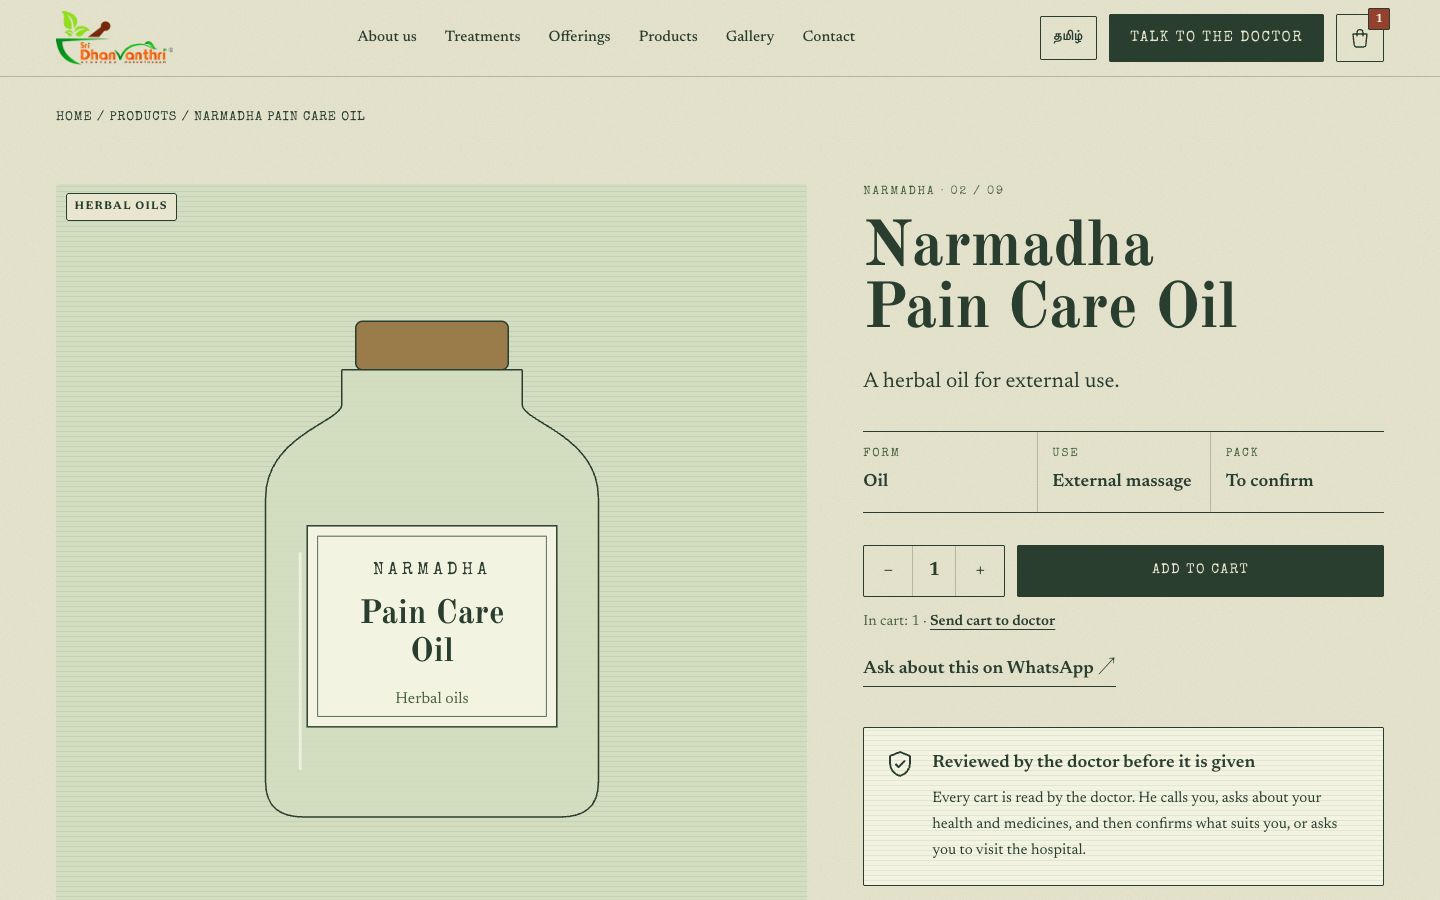 Sri
Dhanvanthri
About us
Treatments
Offerings
Products
Gallery
Contact
தமிழ்
TALK TO THE DOCTOR
1
HOME / PRODUCTS / NARMADHA PAIN CARE OIL
HERBAL OILS
NARMADHA
Pain Care
Oil
Herbal oils
NARMADHA · 02 / 09
Narmadha
Pain Care Oil
A herbal oil for external use.
FORM
Oil
USE
External massage
PACK
To confirm
− 1 +
ADD TO CART
In cart: 1 · Send cart to doctor
Ask about this on WhatsApp
Reviewed by the doctor before it is given
Every cart is read by the doctor. He calls you, asks about your
health and medicines, and then confirms what suits you, or asks
you to visit the hospital.